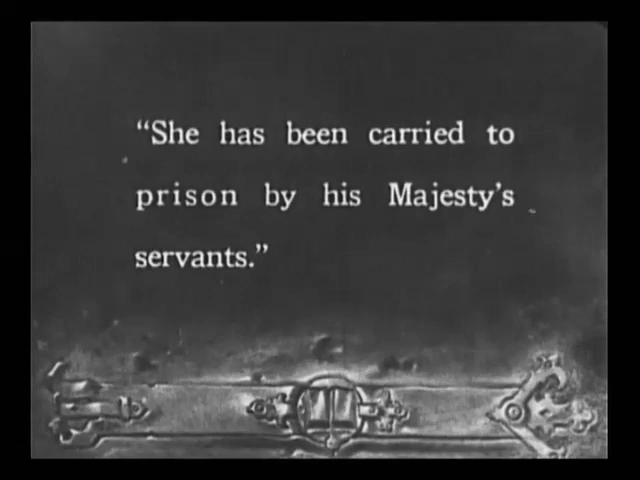 “She has been carried to
prison by his Majesty’s
servants.”